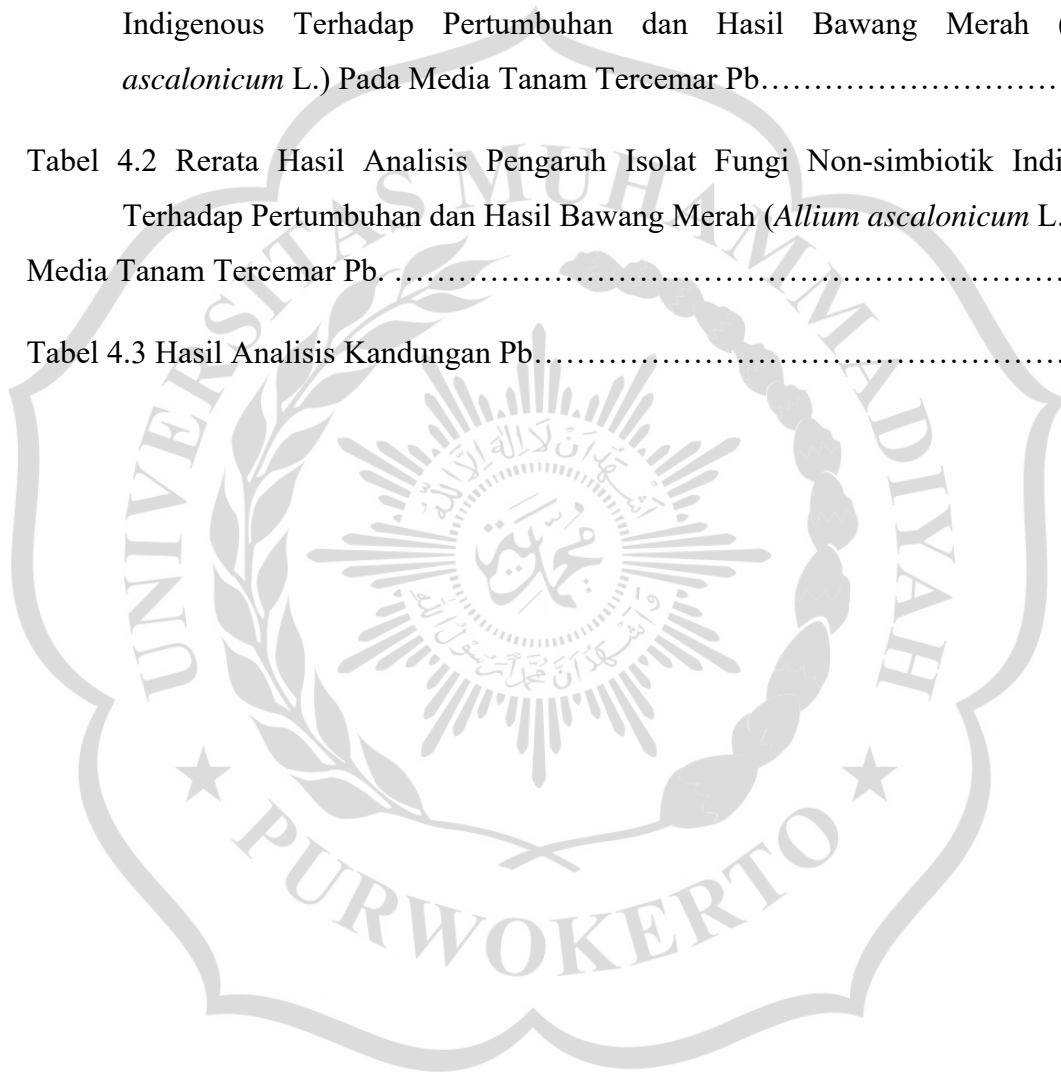 Indigenous Terhadap Pertumbuhan dan Hasil Bawang Merah (
ascalonicum L.) Pada Media Tanam Tercemar Pb…………………………
Tabel 4.2 Rerata Hasil Analisis Pengaruh Isolat Fungi Non-simbiotik Indi
Terhadap Pertumbuhan dan Hasil Bawang Merah (Allium ascalonicum L.
Media Tanam Tercemar Pb. …………………………………………………………
Tabel 4.3 Hasil Analisis Kandungan Pb……………………………………………
UNIVERSITAS MUHAMMADIYAH
PURWOKERTO